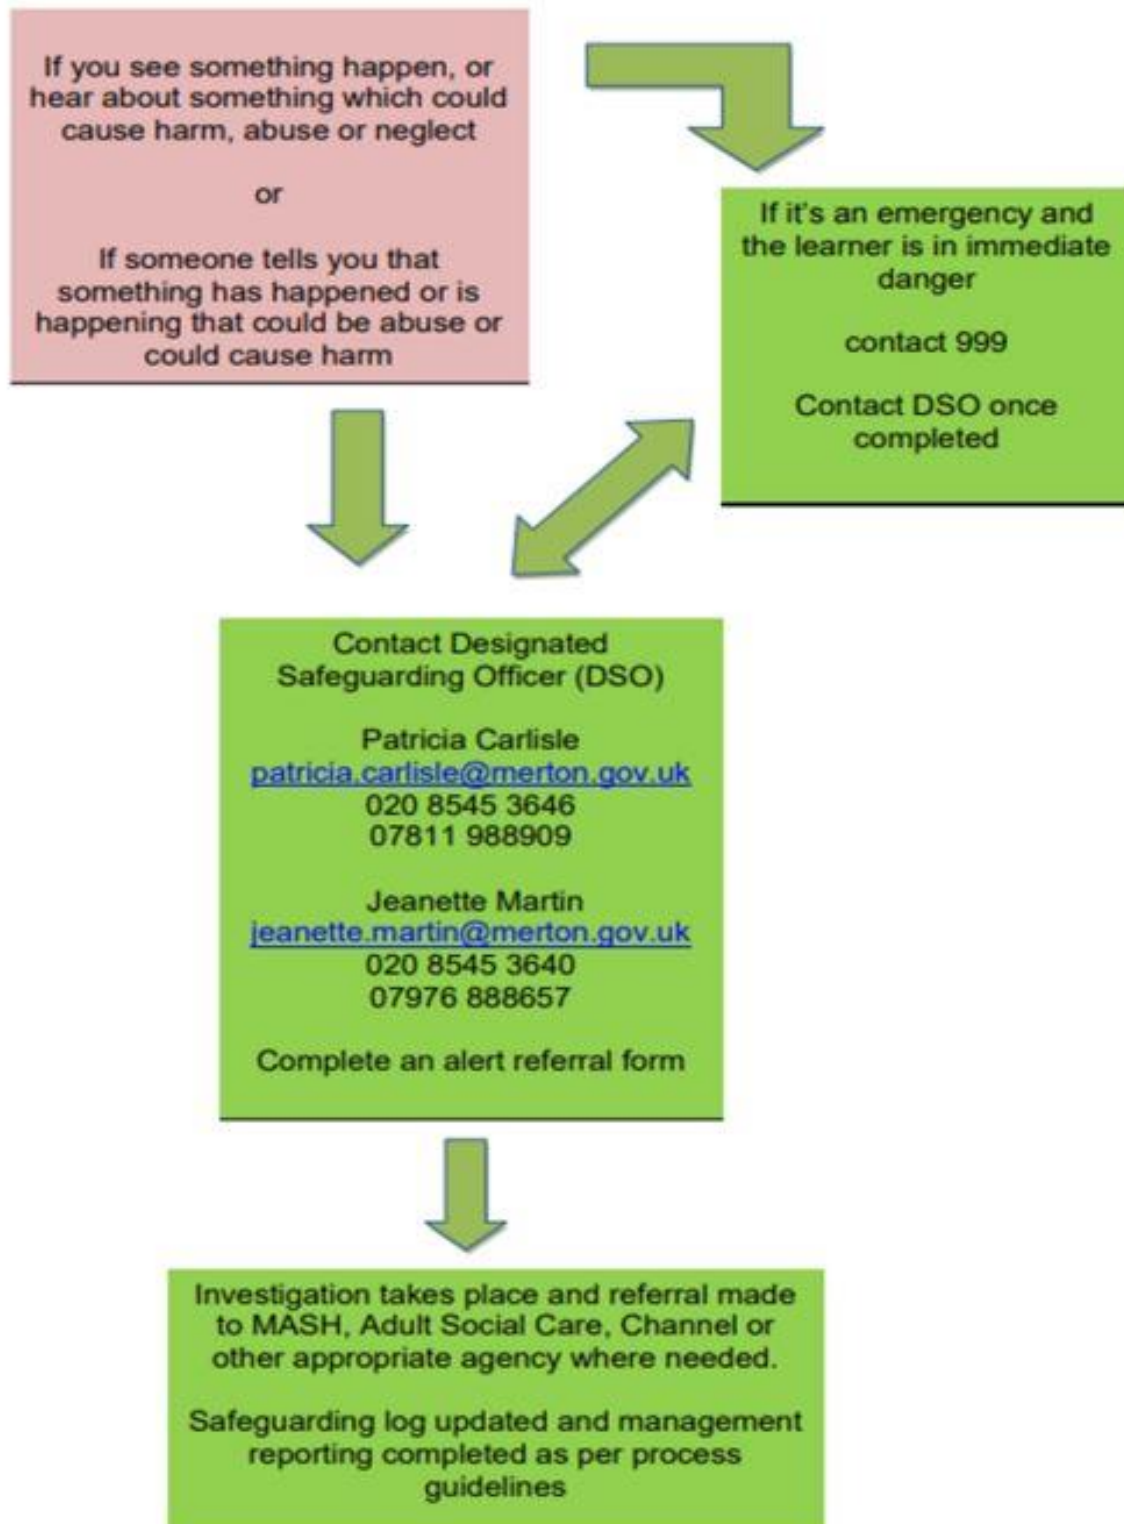 If you see something happen, or
hear about something which could
cause harm, abuse or neglect
or
If someone tells you that
something has happened or is
happening that could be abuse or
could cause harm
If it's an emergency and
the learner is in immediate
danger
contact 999
Contact DSO once
completed
Contact Designated
Safeguarding Officer (DSO)
Patricia Carlisle
patricia.carlisle@merton.gov.uk
020 8545 3646
07811 988909
Jeanette Martin
jeanette.martin@merton.gov.uk
020 8545 3640
07976 888657
Complete an alert referral form
Investigation takes place and referral made
to MASH, Adult Social Care, Channel or
other appropriate agency where needed.
Safeguarding log updated and management
reporting completed as per process
guidelines